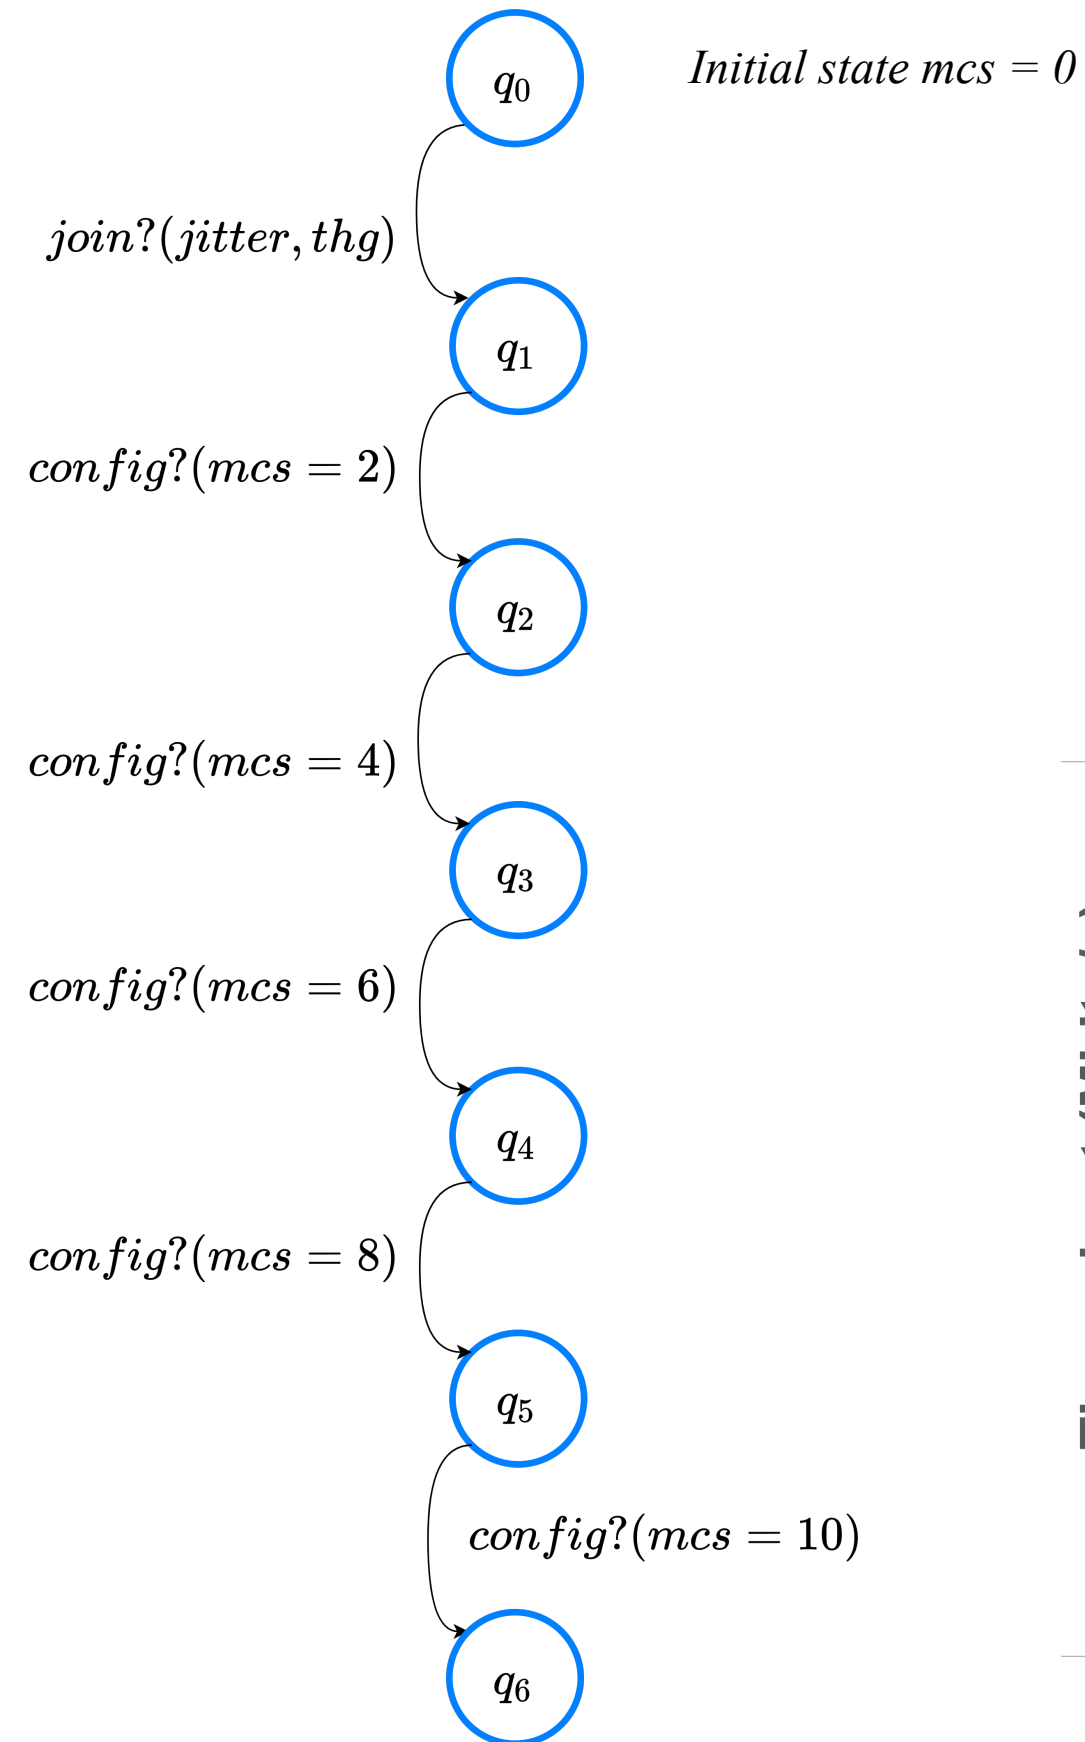 q0
Initial state mcs = 0
join?(jitter, thg)
q1
config?(mcs = 2)
q2
config?(mcs = 4)
q3
config?(mcs = 6)
q4
config?(mcs = 8)
q5
config?(mcs = 10)
q6